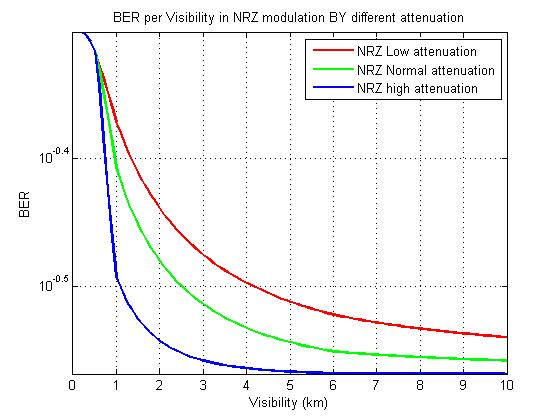 BER per Visibility in NRZ modulation BY different attenuation
NRZ Low attenuation
NRZ Normal attenuation
NRZ high attenuation
10^-0.4
10^-0.5
BER
0 1 2 3 4 5 6 7 8 9 10
Visibility (km)